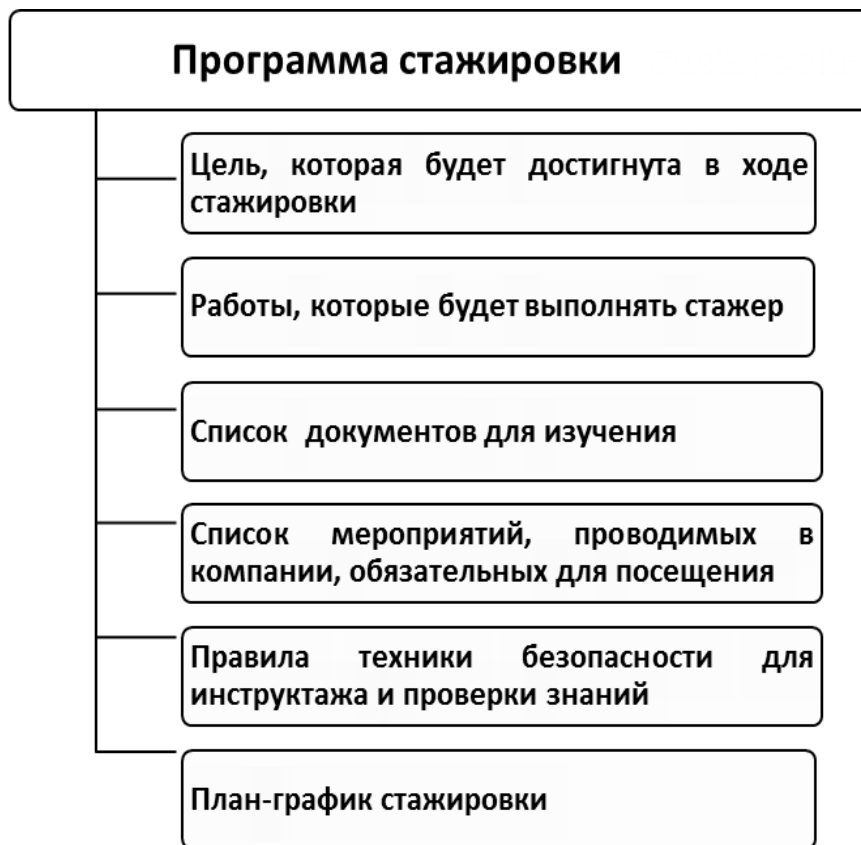 Программа стажировки
Цель, которая будет достигнута в ходе
стажировки
Работы, которые будет выполнять стажер
Список документов для изучения
Список мероприятий, проводимых в
компании, обязательных для посещения
Правила техники безопасности для
инструктажа и проверки знаний
План-график стажировки